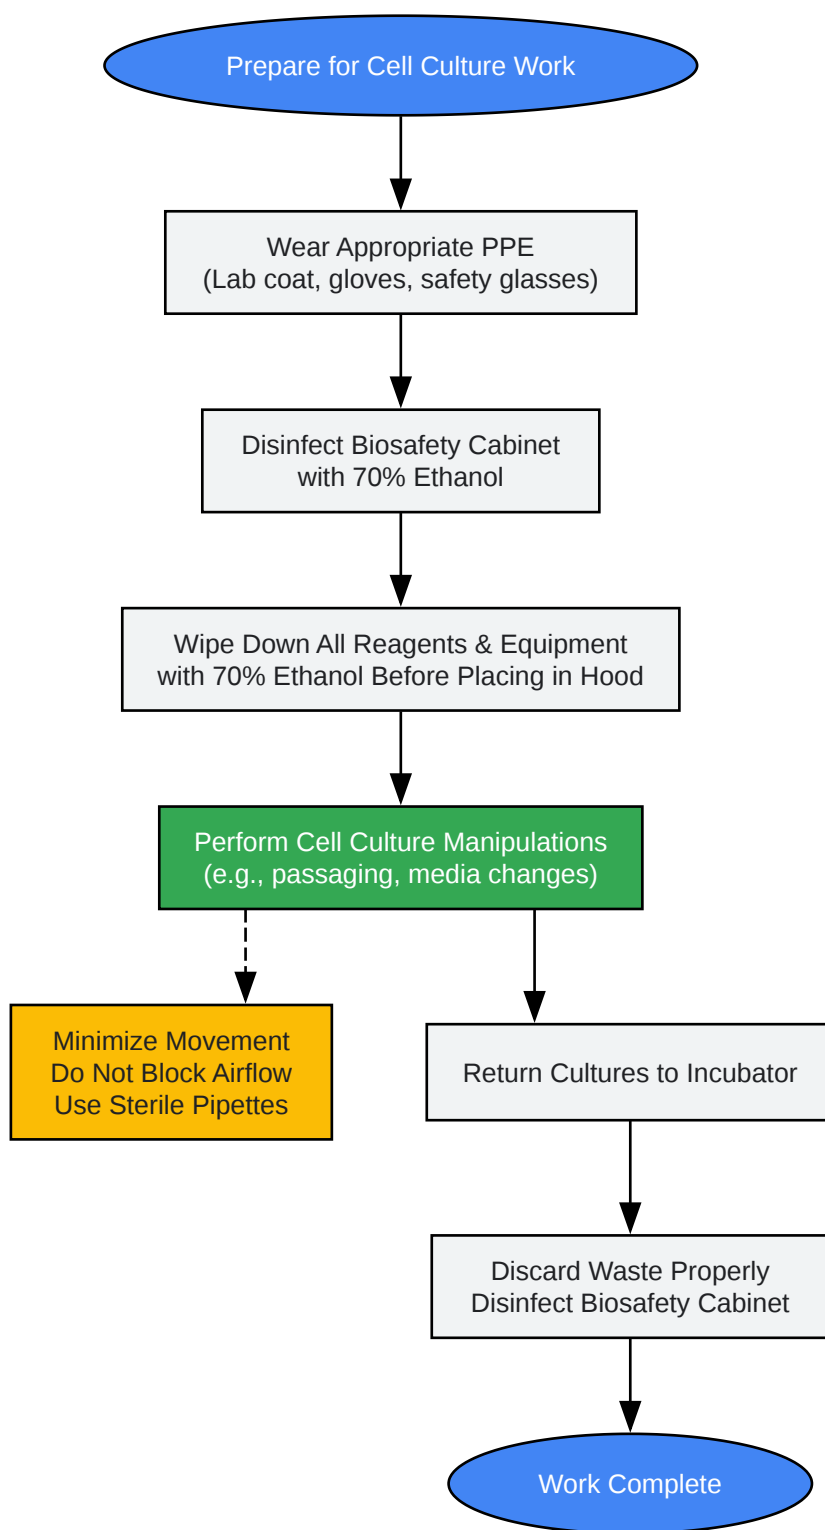 Prepare for Cell Culture Work
Wear Appropriate PPE
(Lab coat, gloves, safety glasses)
Disinfect Biosafety Cabinet
with 70% Ethanol
Wipe Down All Reagents & Equipment
with 70% Ethanol Before Placing in Hood
Perform Cell Culture Manipulations
(e.g., passaging, media changes)
Minimize Movement
Do Not Block Airflow
Use Sterile Pipettes
Return Cultures to Incubator
Discard Waste Properly
Disinfect Biosafety Cabinet
Work Complete